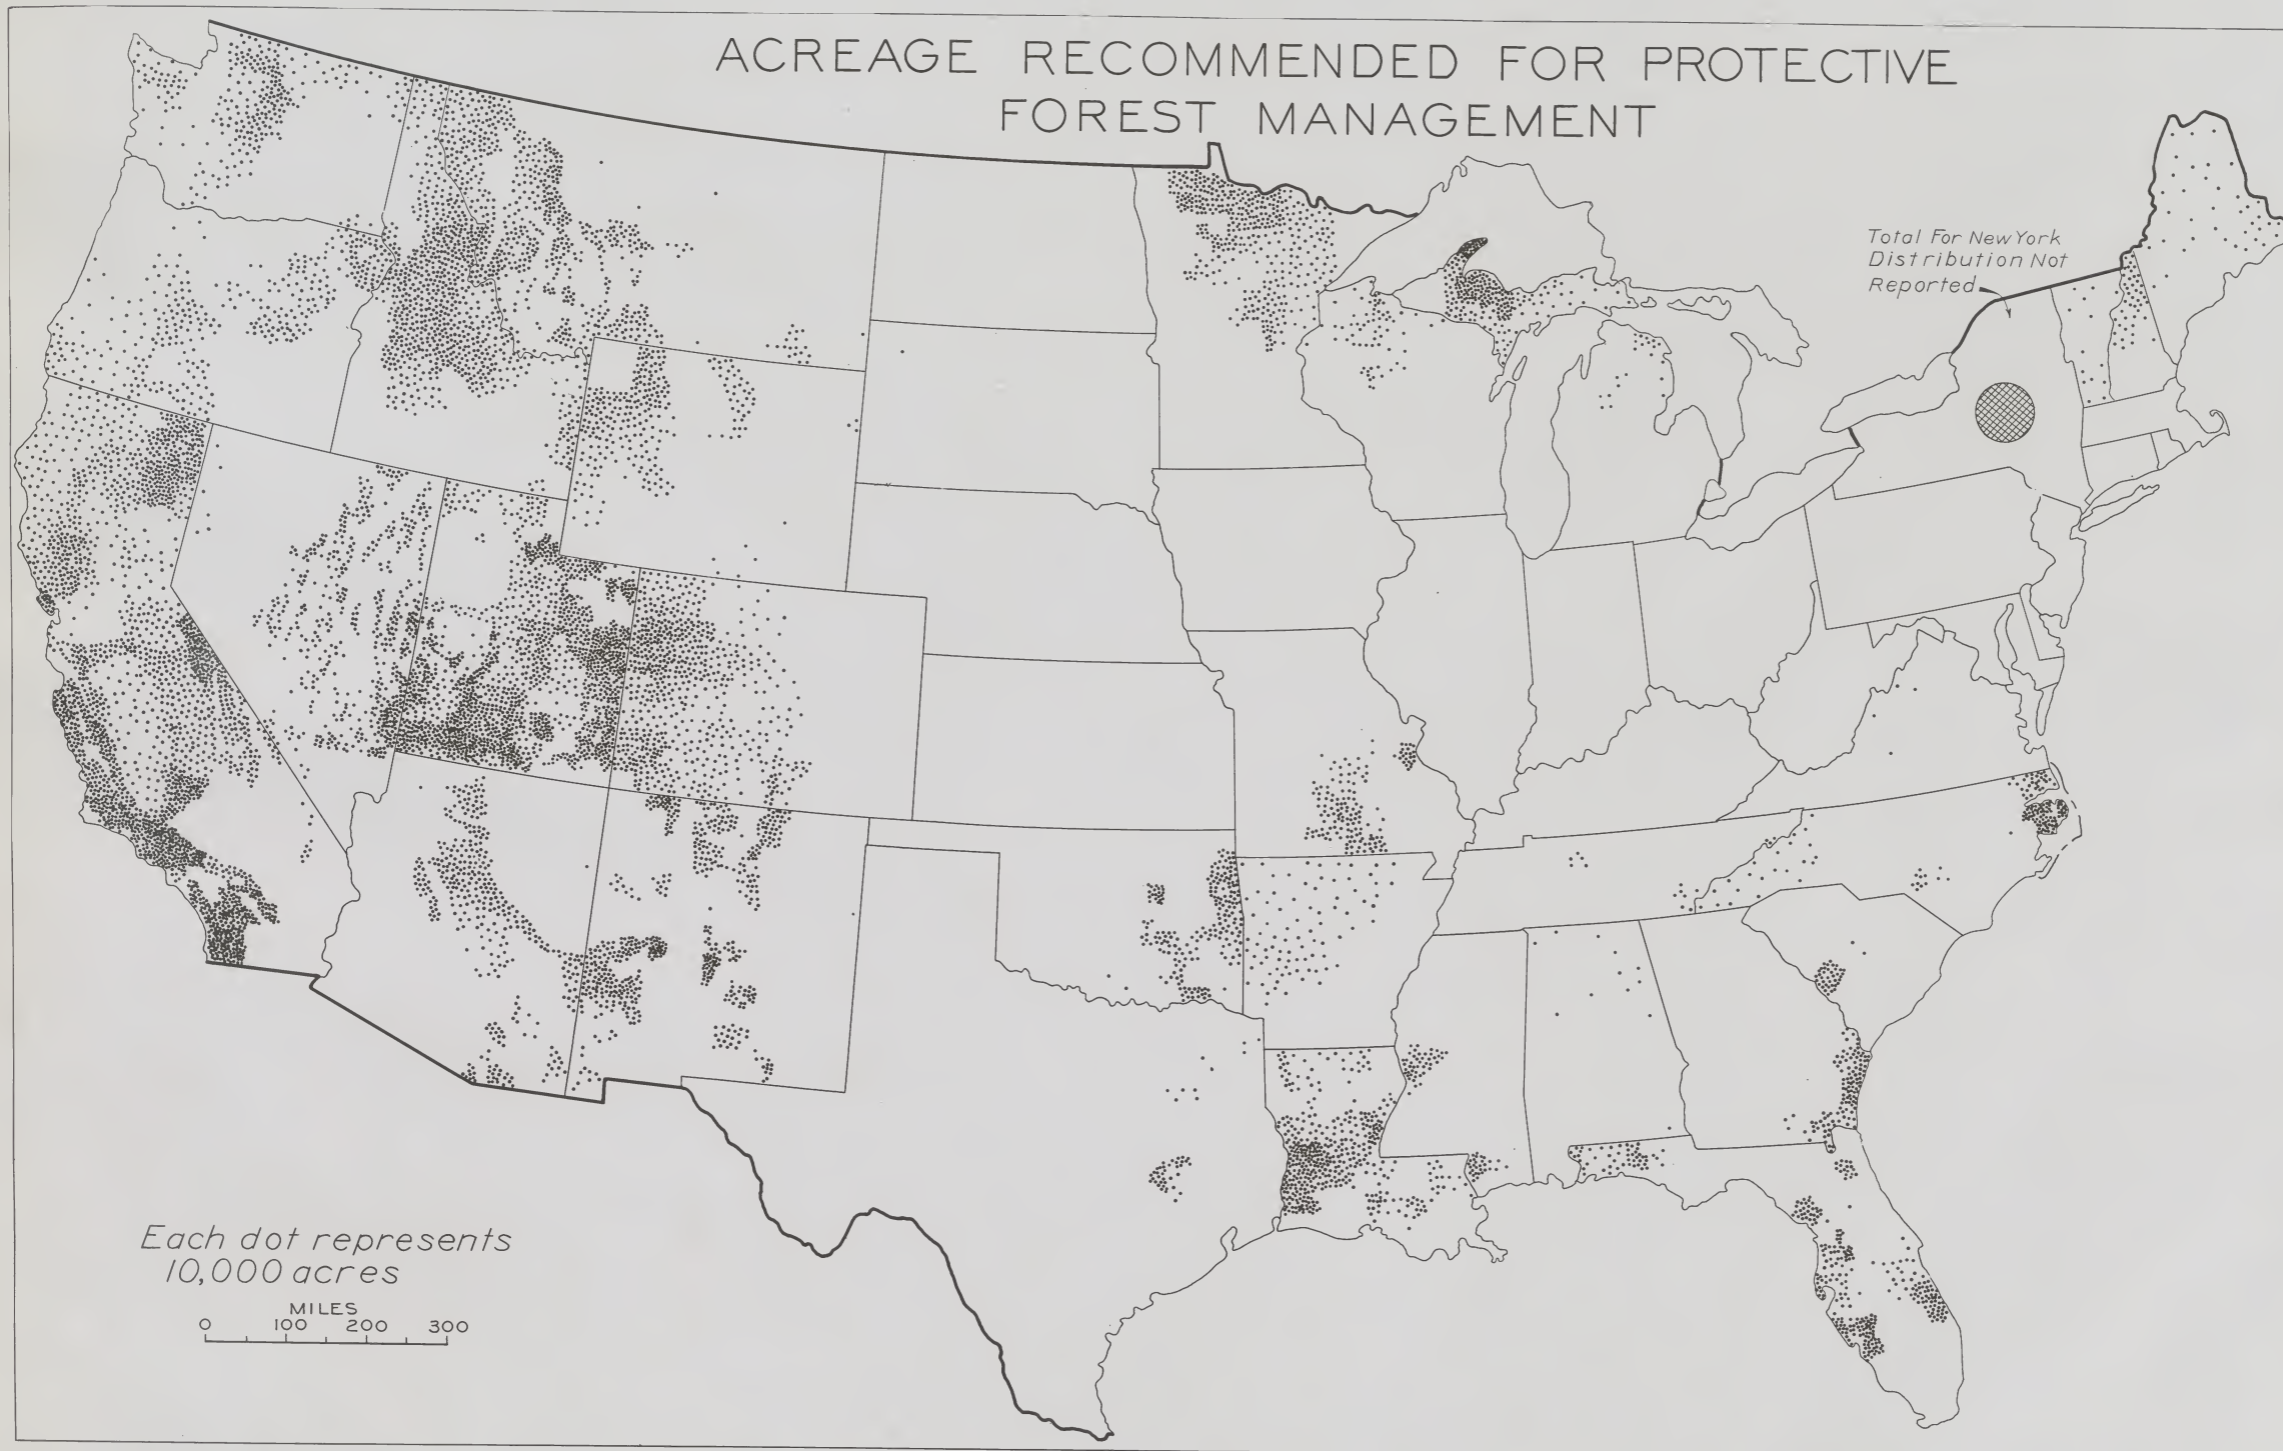 ACREAGE RECOMMENDED FOR PROTECTIVE
FOREST MANAGEMENT
Total For New York
Distribution Not
Reported
Each dot represents
10,000 acres
MILES
0 100 200 300